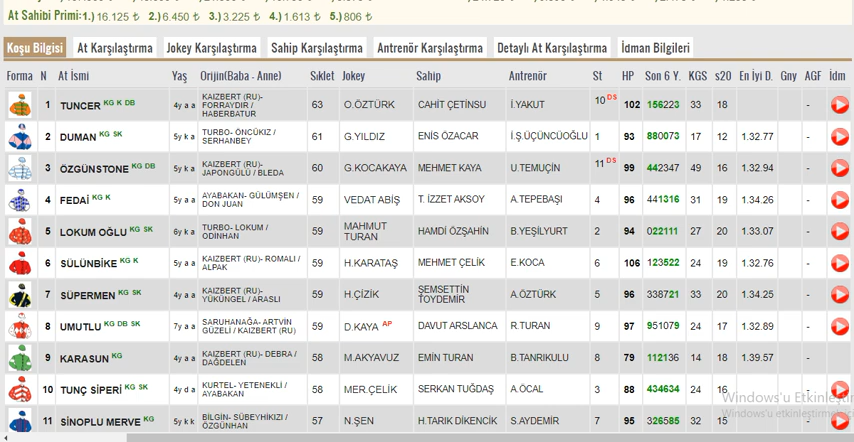 At Sahibi Primi:1.) 16.125 ₺ 2.) 6.450 ₺ 3.) 3.225 ₺ 4.) 1.613 ₺ 5.) 806 ₺
Koşu Bilgisi At Karşılaştırma Jokey Karşılaştırma Sahip Karşılaştırma Antrenör Karşılaştırma Detaylı At Karşılaştırma İdman Bilgileri
Forma N At İsmi Yaş Orijin(Baba - Anne) Sıklet Jokey Sahip Antrenör St HP Son 6 Y. KGS s20 En İyi D. Gny AGF İdm
1 TUNCER KG K DB 4y a a KAIZBERT (RU)- FORRAYDIR / HABERBATUR 63 O.ÖZTÜRK CAHİT ÇETİNSU İ.YAKUT 10 DS 102 156223 33 18 -
2 DUMAN KG SK 5y k a TURBO- ÖNCÜKIZ / SERHANBEY 61 G.YILDIZ ENİS ÖZACAR İ.Ş.ÜÇÜNCÜOĞLU 1 93 880073 17 12 1.32.77 -
3 ÖZGÜNSTONE KG DB 5y k a KAIZBERT (RU)- JAPONGÜLÜ / BLEDA 60 G.KOCAKAYA MEHMET KAYA U.TEMUÇİN 11 DS 99 442347 49 16 1.32.94 -
4 FEDAİ KG K 4y a a AYABAKAN- GÜLÜMŞEN / DON JUAN 59 VEDAT ABİŞ T. İZZET AKSOY A.TEPEBAŞI 4 96 441316 31 19 1.34.26 -
5 LOKUM OĞLU KG SK 6y k a TURBO- LOKUM / ODİNHAN 59 MAHMUT TURAN HAMDİ ÖZŞAHİN B.YEŞİLYURT 2 94 022111 27 20 1.33.07 -
6 SÜLÜNBİKE KG K 5y a a KAIZBERT (RU)- ROMALI / ALPAK 59 H.KARATAŞ MEHMET ÇELİK E.KOCA 6 106 123522 24 19 1.32.76 -
7 SÜPERMEN KG SK 4y a a KAIZBERT (RU)- YÜKÜNGEL / ARASLI 59 H.ÇİZİK ŞEMSETTİN TOYDEMİR A.ÖZTÜRK 5 96 338721 33 20 1.34.25 -
8 UMUTLU KG DB SK 7y a a SARUHANAĞA- ARTVİN GÜZELİ / KAIZBERT (RU) 59 D.KAYA AP DAVUT ARSLANCA R.TURAN 9 97 951079 24 17 1.32.89 -
9 KARASUN KG 4y a a KAIZBERT (RU)- DEBRA / DAĞDELEN 58 M.AKYAVUZ EMİN TURAN B.TANRIKULU 8 79 112136 14 18 1.39.57 -
10 TUNÇ SİPERİ KG SK 4y d a KURTEL- YETENEKLİ / AYABAKAN 58 MER.ÇELİK SERKAN TUĞDAŞ A.ÖCAL 3 88 434634 24 16 -
11 SİNOPLU MERVE KG 5y k k BİLGİN- SÜBEYHİKIZI / ÖZGÜNHAN 57 N.ŞEN H.TARIK DİKENCİK S.AYDEMİR 7 95 326585 32 15 -
Windows'u Etkinleştir
Windows'u etkinleştirme